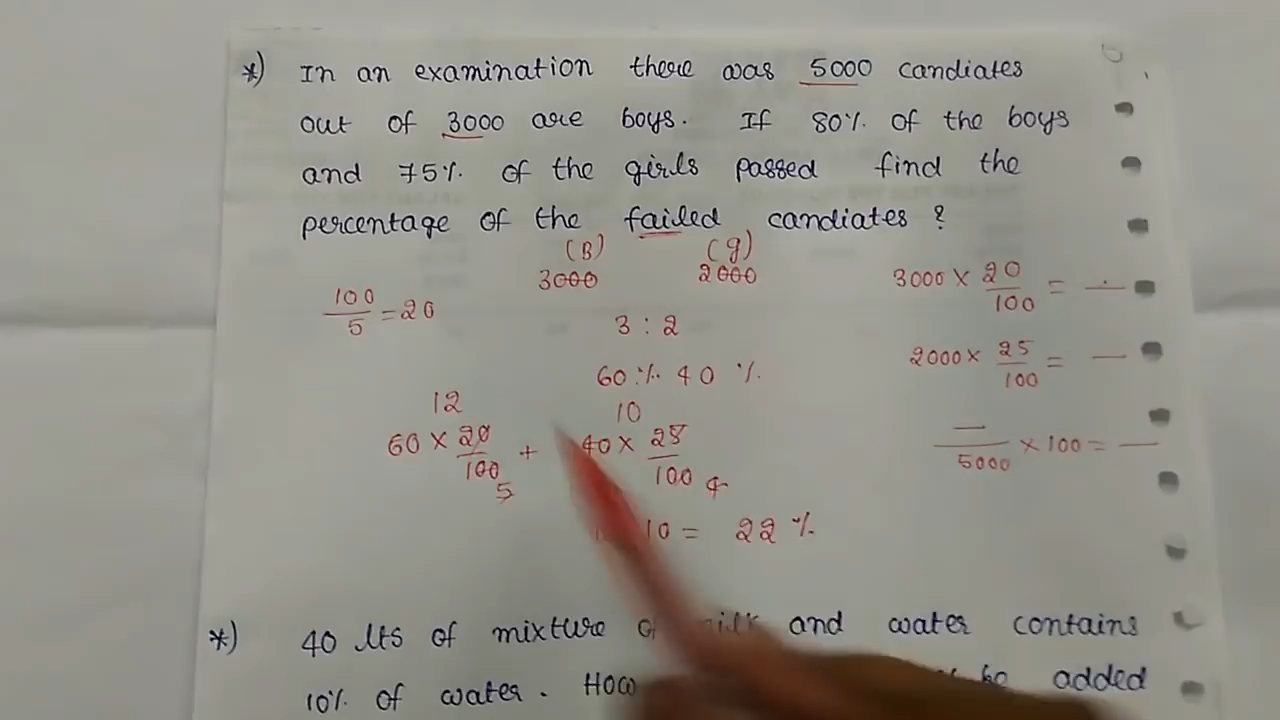 *) In an examination there was 5000 candiates
out of 3000 are boys. If 80% of the boys
and 75% of the girls passed find the
percentage of the failed candiates ?
(B) (g)
3000 2000
100/5 = 20
3 : 2
60% 40 %
12 10
60 × 20/100 + 40 × 25/100
5 4
10 = 22 %
3000 × 20/100 = —
2000 × 25/100 = —
—/5000 × 100 = —
*) 40 lts of mixture milk and water contains
10% of water. How added